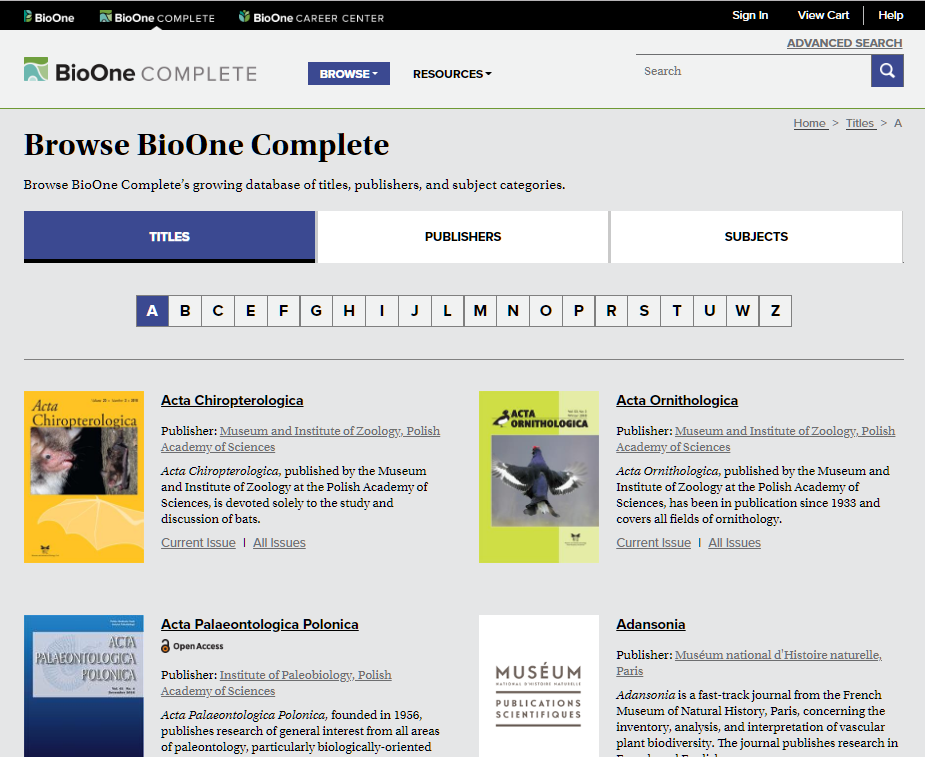 BioOne BioOne COMPLETE BioOne CAREER CENTER Sign In View Cart Help
ADVANCED SEARCH
BioOne COMPLETE BROWSE RESOURCES Search
Home > Titles > A
Browse BioOne Complete
Browse BioOne Complete's growing database of titles, publishers, and subject categories.
TITLES PUBLISHERS SUBJECTS
A B C E F G H I J L M N O P R S T U W Z
Acta
Chiropterologica
Acta Chiropterologica
Publisher: Museum and Institute of Zoology, Polish
Academy of Sciences
Acta Chiropterologica, published by the Museum
and Institute of Zoology at the Polish Academy of
Sciences, is devoted solely to the study and
discussion of bats.
Current Issue | All Issues
ACTA
ORNITHOLOGICA
Acta Ornithologica
Publisher: Museum and Institute of Zoology, Polish
Academy of Sciences
Acta Ornithologica, published by the Museum and
Institute of Zoology at the Polish Academy of
Sciences, has been in publication since 1933 and
covers all fields of ornithology.
Current Issue | All Issues
ACTA
PALAEONTOLOGICA
POLONICA
Acta Palaeontologica Polonica
Open Access
Publisher: Institute of Paleobiology, Polish
Academy of Sciences
Acta Palaeontologica Polonica, founded in 1956,
publishes research of general interest from all areas
of paleontology, particularly biologically-oriented
MUSÉUM
NATIONAL D'HISTOIRE NATURELLE
PUBLICATIONS
SCIENTIFIQUES
Adansonia
Publisher: Muséum national d'Histoire naturelle,
Paris
Adansonia is a fast-track journal from the French
Museum of Natural History, Paris, concerning the
inventory, analysis, and interpretation of vascular
plant biodiversity. The journal publishes research in